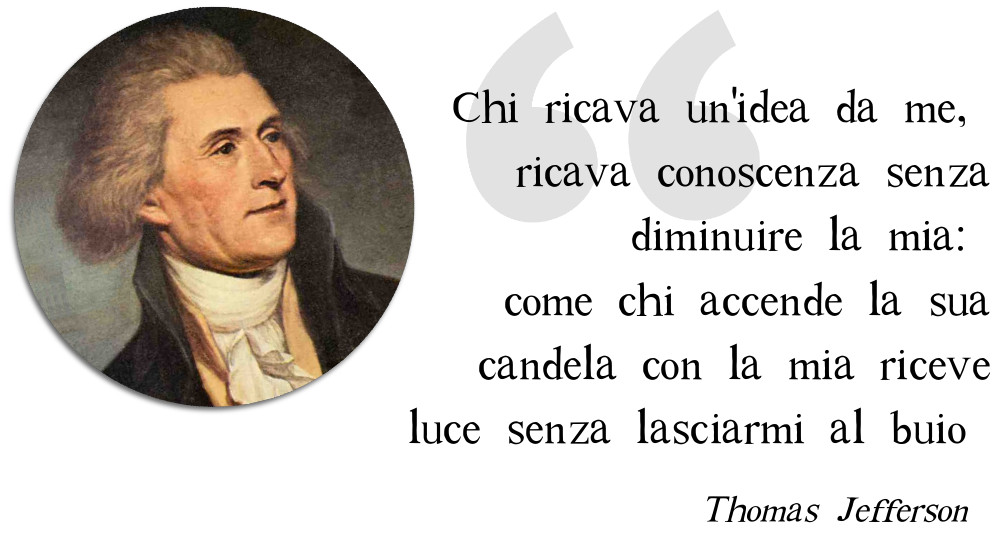 Chi ricava un'idea da me,
ricava conoscenza senza
diminuire la mia:
come chi accende la sua
candela con la mia riceve
luce senza lasciarmi al buio
Thomas Jefferson